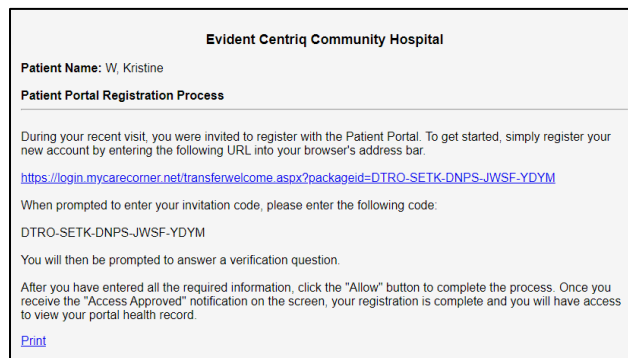 Evident Centriq Community Hospital
Patient Name: W, Kristine
Patient Portal Registration Process
During your recent visit, you were invited to register with the Patient Portal. To get started, simply register your
new account by entering the following URL into your browser's address bar.
https://login.mycarecorner.net/transferwelcome.aspx?packageid=DTRO-SETK-DNPS-JWSF-YDYM
When prompted to enter your invitation code, please enter the following code:
DTRO-SETK-DNPS-JWSF-YDYM
You will then be prompted to answer a verification question.
After you have entered all the required information, click the "Allow" button to complete the process. Once you
receive the "Access Approved" notification on the screen, your registration is complete and you will have access
to view your portal health record.
Print